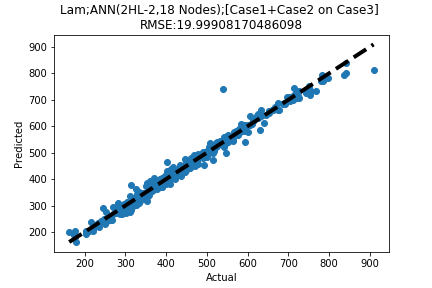 Lam;ANN(2HL-2,18 Nodes);[Case1+Case2 on Case3]
RMSE:19.99908170486098
900
800
700
600
500
400
300
200
Predicted
200 300 400 500 600 700 800 900
Actual